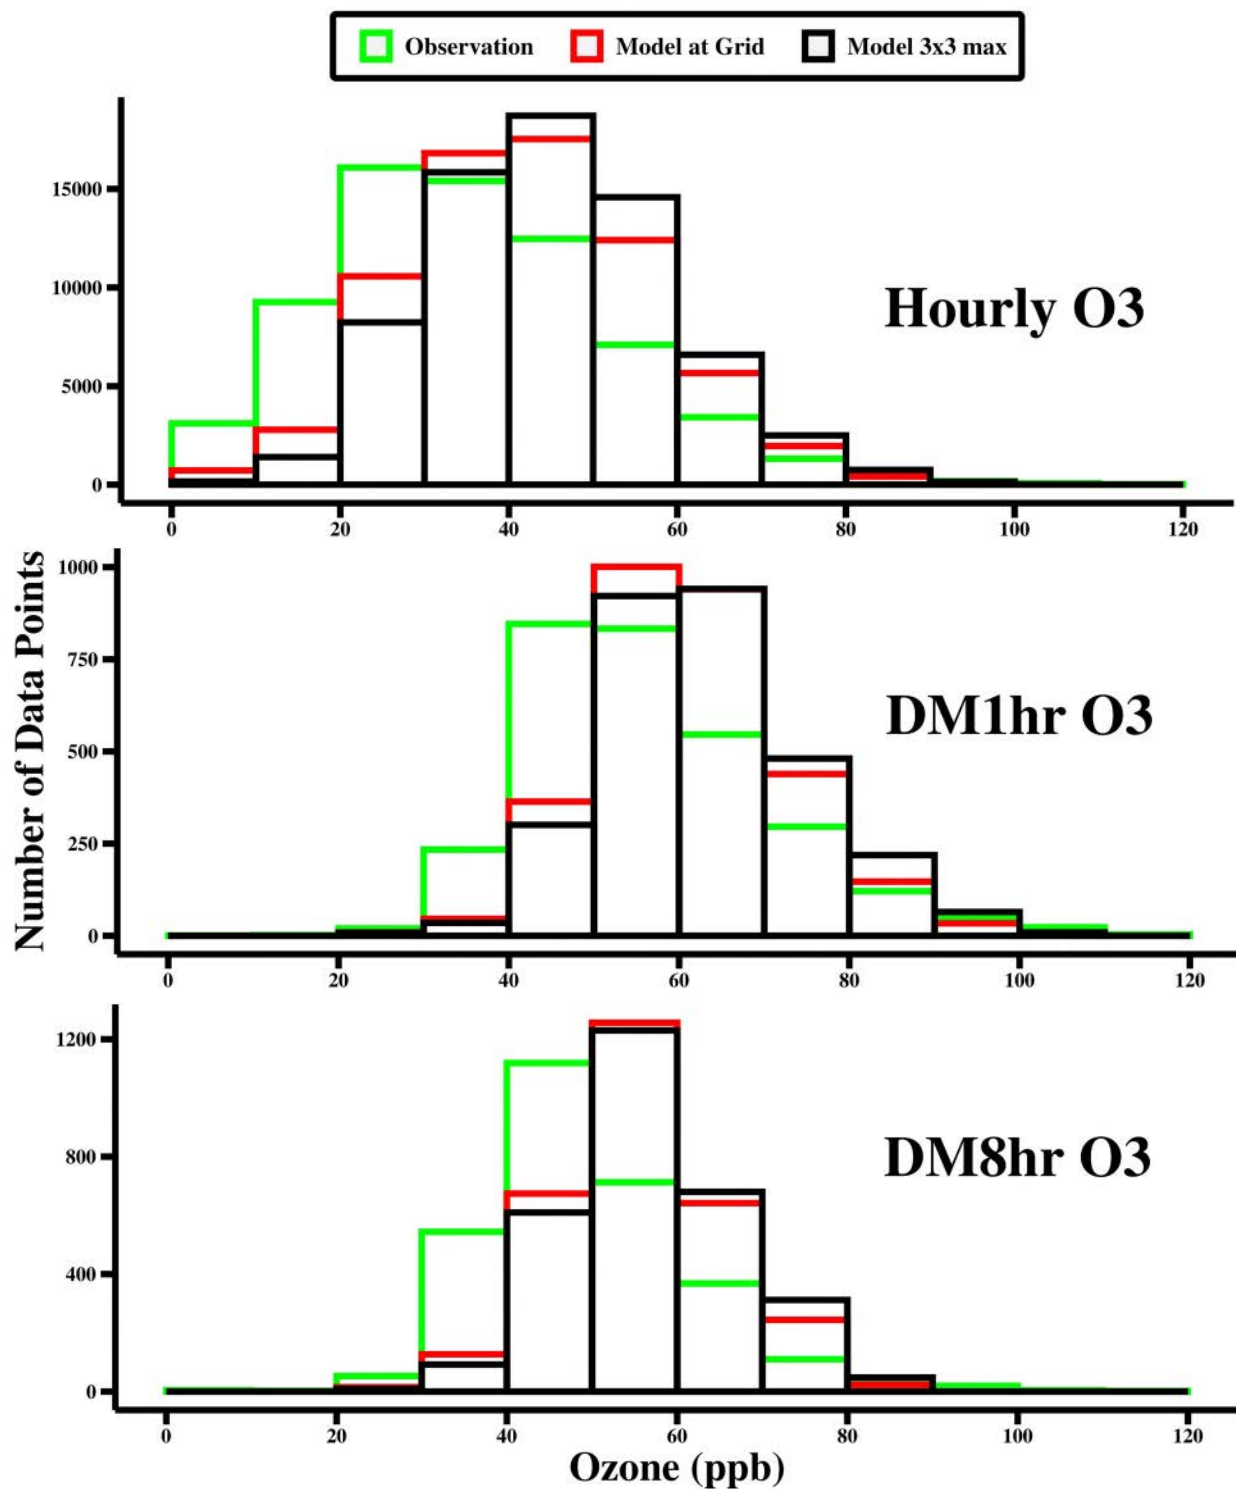 Observation Model at Grid Model 3x3 max
15000
10000
5000
0
Hourly O3
0 20 40 60 80 100 120
Number of Data Points
1000
750
500
250
0
DM1hr O3
0 20 40 60 80 100 120
1200
800
400
0
DM8hr O3
0 20 40 60 80 100 120
Ozone (ppb)